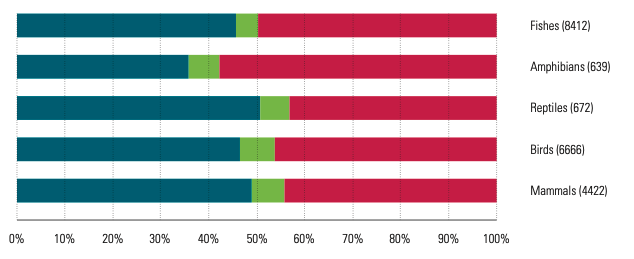 Fishes (8412)
Amphibians (639)
Reptiles (672)
Birds (6666)
Mammals (4422)
0% 10% 20% 30% 40% 50% 60% 70% 80% 90% 100%